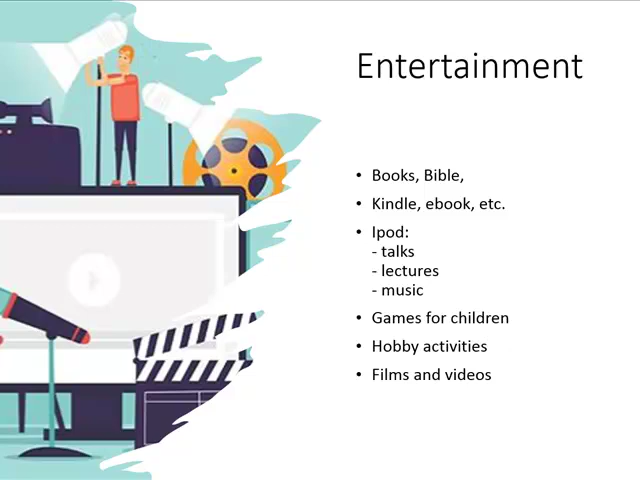 Entertainment
• Books, Bible,
• Kindle, ebook, etc.
• Ipod:
- talks
- lectures
- music
• Games for children
• Hobby activities
• Films and videos